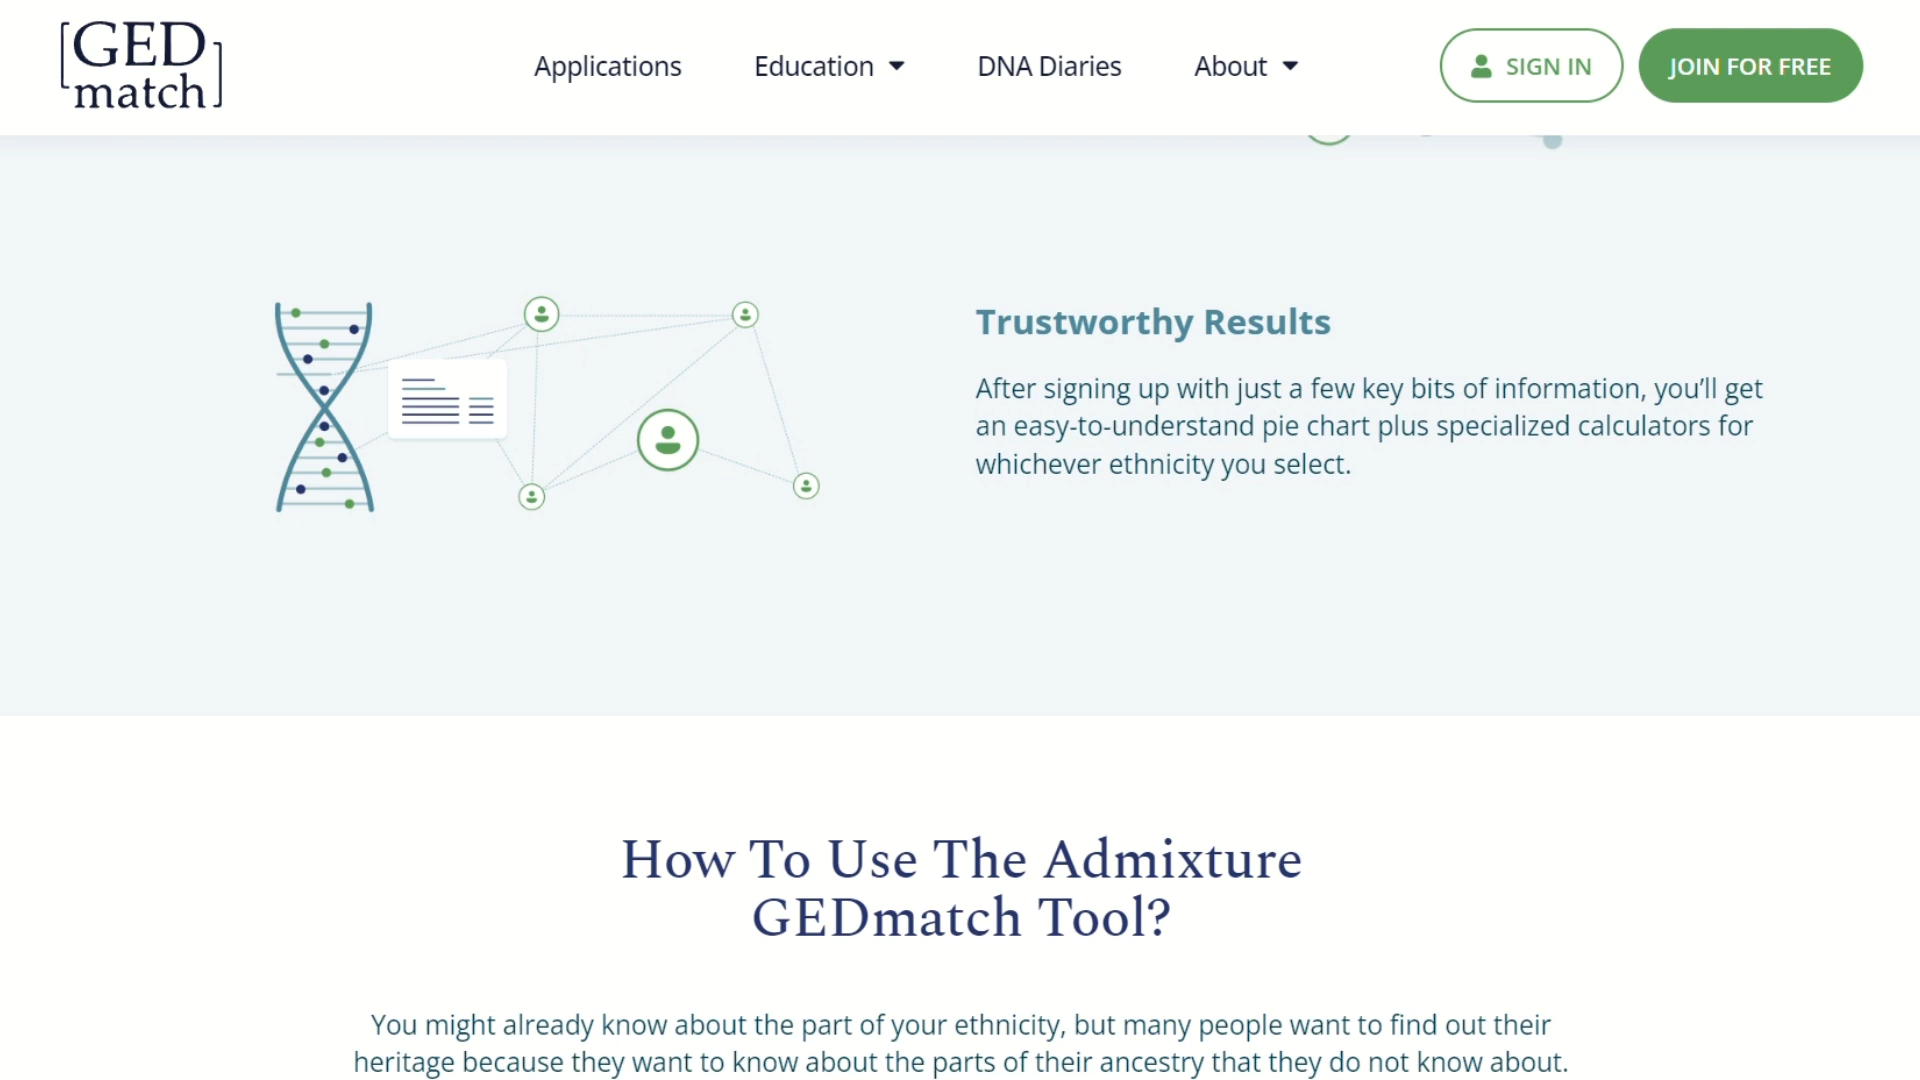 GED
match
Applications
Education
DNA Diaries
About
SIGN IN
JOIN FOR FREE
Trustworthy Results
After signing up with just a few key bits of information, you’ll get
an easy-to-understand pie chart plus specialized calculators for
whichever ethnicity you select.
How To Use The Admixture
GEDmatch Tool?
You might already know about the part of your ethnicity, but many people want to find out their
heritage because they want to know about the parts of their ancestry that they do not know about.